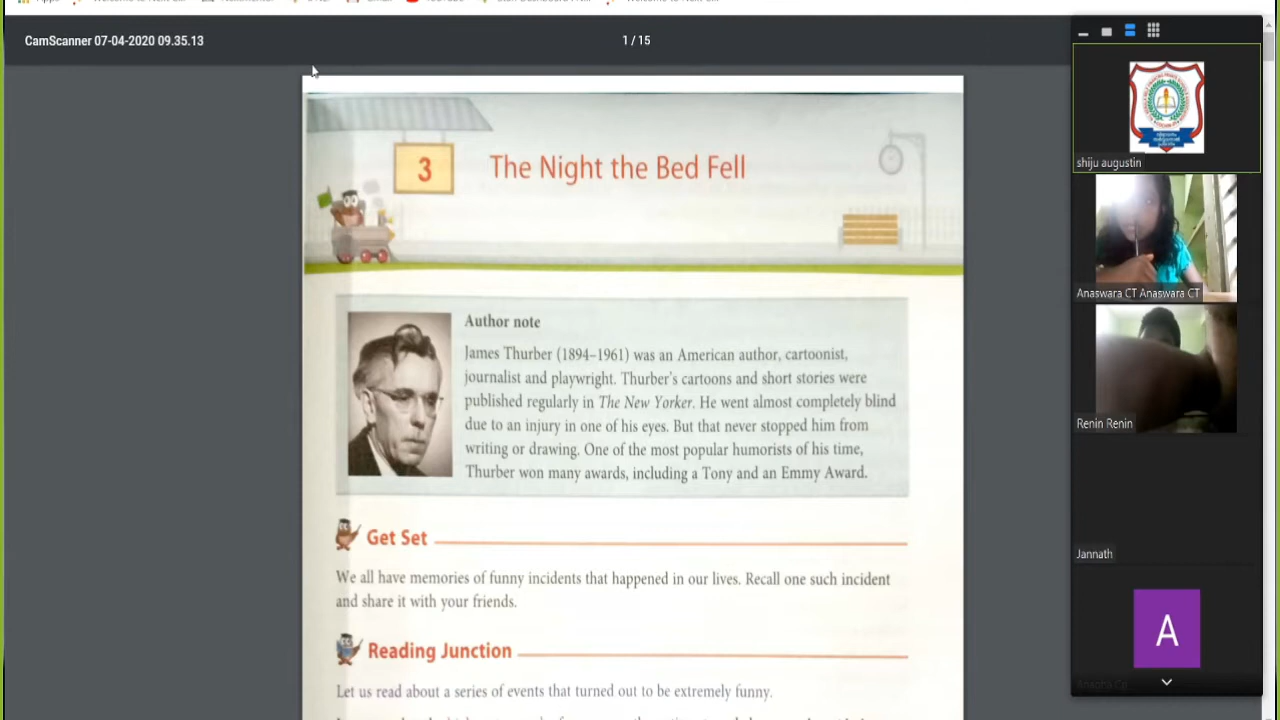 CamScanner 07-04-2020 09.35.13
1 / 15
3
The Night the Bed Fell
Author note
James Thurber (1894–1961) was an American author, cartoonist,
journalist and playwright. Thurber's cartoons and short stories were
published regularly in The New Yorker. He went almost completely blind
due to an injury in one of his eyes. But that never stopped him from
writing or drawing. One of the most popular humorists of his time,
Thurber won many awards, including a Tony and an Emmy Award.
Get Set
We all have memories of funny incidents that happened in our lives. Recall one such incident
and share it with your friends.
Reading Junction
Let us read about a series of events that turned out to be extremely funny.
shiju augustin
Anaswara CT Anaswara CT
Renin Renin
Jannath
A